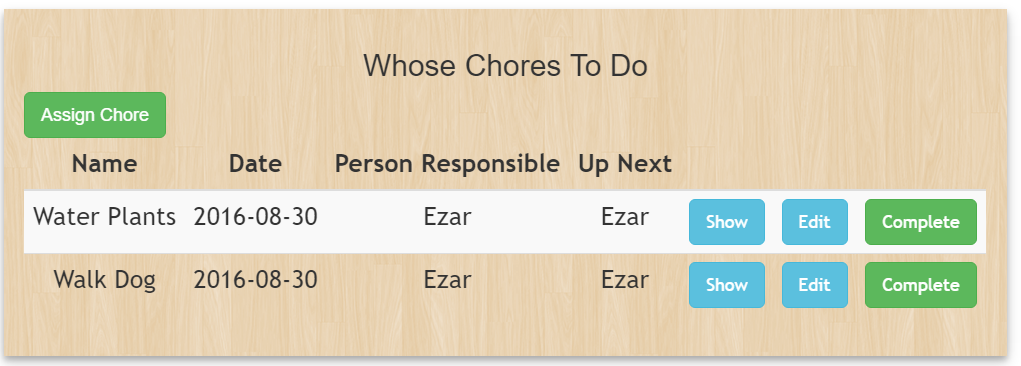 Whose Chores To Do
Assign Chore
Name Date Person Responsible Up Next
Water Plants 2016-08-30 Ezar Ezar Show Edit Complete
Walk Dog 2016-08-30 Ezar Ezar Show Edit Complete